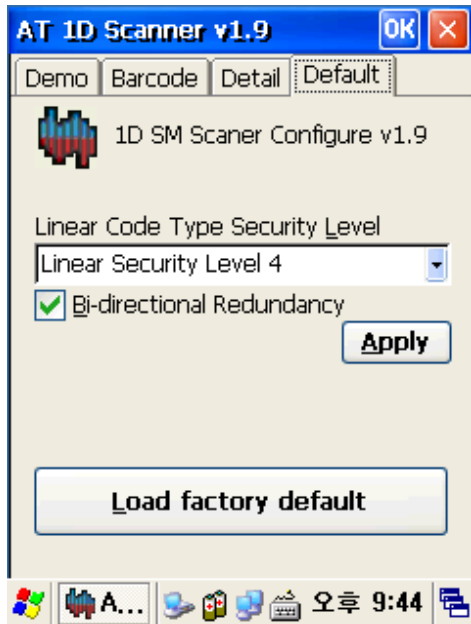 AT 1D Scanner v1.9 OK
Demo Barcode Detail Default
1D SM Scaner Configure v1.9
Linear Code Type Security Level
Linear Security Level 4
Bi-directional Redundancy
Apply
Load factory default
A... 오후 9:44